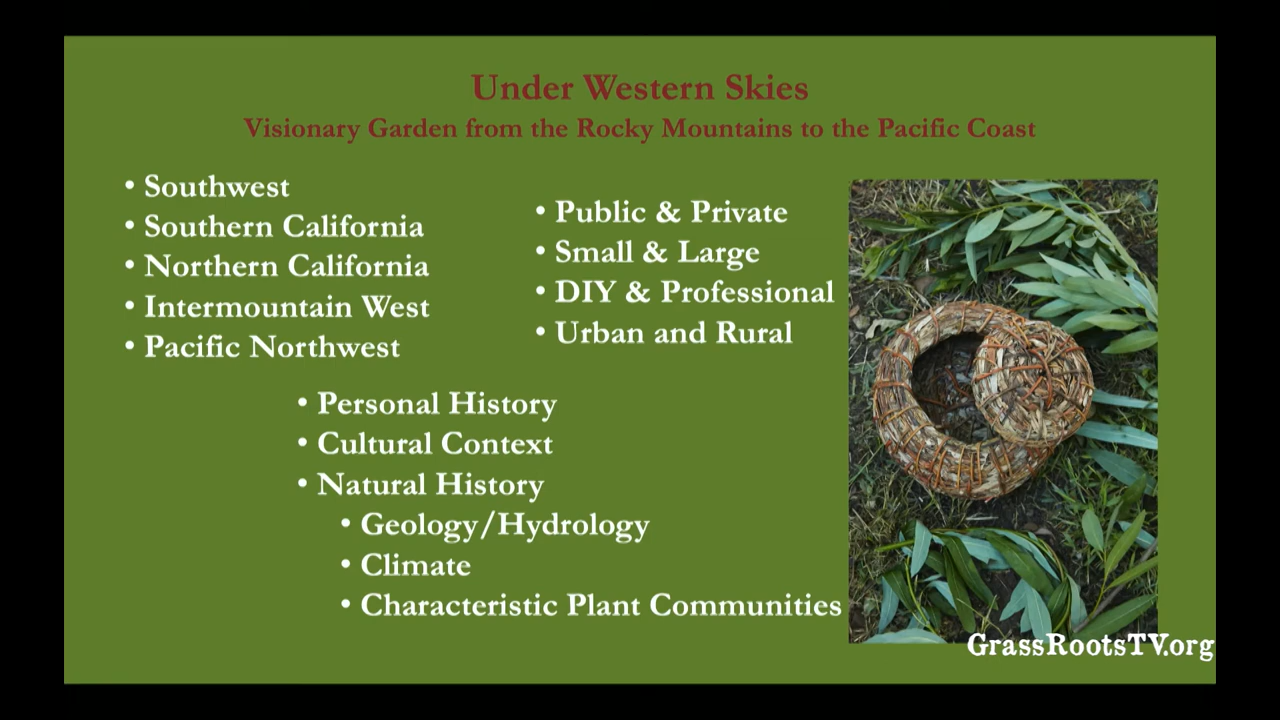 Under Western Skies
Visionary Garden from the Rocky Mountains to the Pacific Coast
• Southwest
• Southern California
• Northern California
• Intermountain West
• Pacific Northwest
• Public & Private
• Small & Large
• DIY & Professional
• Urban and Rural
• Personal History
• Cultural Context
• Natural History
• Geology/Hydrology
• Climate
• Characteristic Plant Communities
GrassRootsTV.org